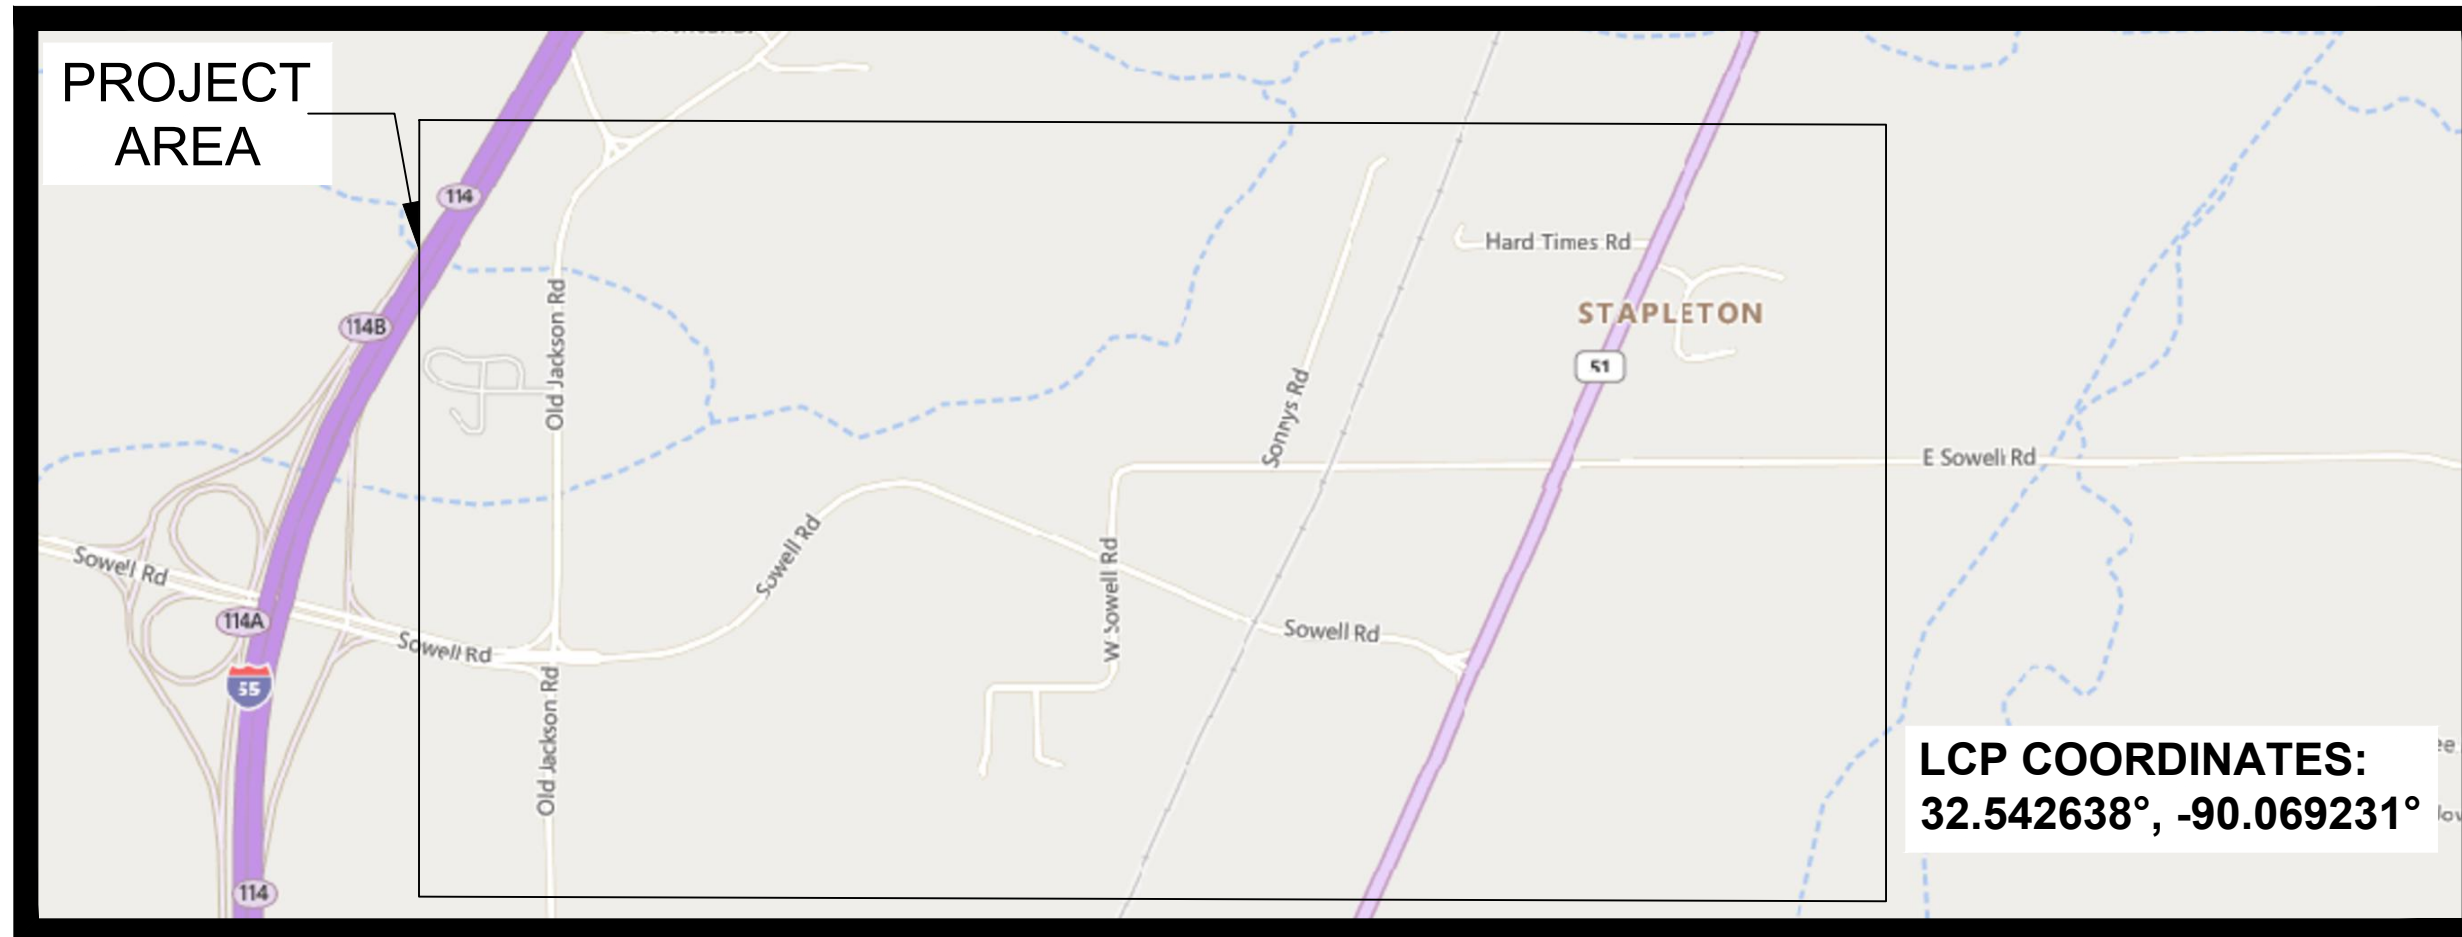 PROJECT
AREA
114
Hard Times Rd
Old Jackson Rd
STAPLETON
114B
51
Sonnys Rd
E Sowell Rd
Sowell Rd
Sowell Rd
W Sowell Rd
114A
Sowell Rd
Sowell Rd
55
Old Jackson Rd
LCP COORDINATES:
32.542638°, -90.069231°
114